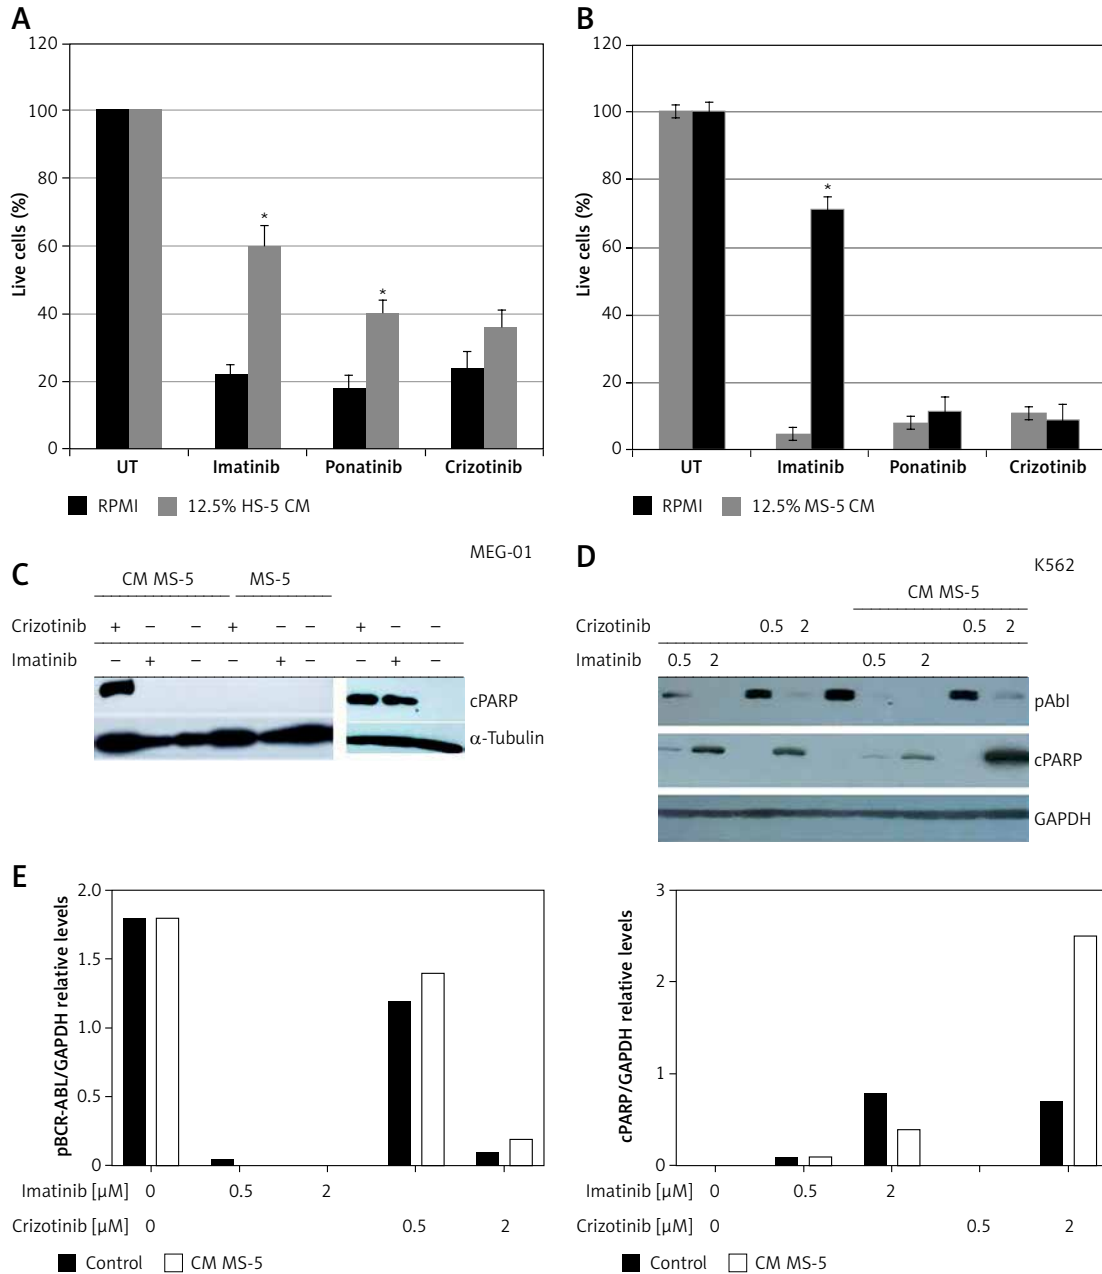 A
120
100
80
60
40
20
0
Live cells (%)
*
*
UT Imatinib Ponatinib Crizotinib
RPMI 12.5% HS-5 CM
B
120
100
80
60
40
20
0
Live cells (%)
*
UT Imatinib Ponatinib Crizotinib
RPMI 12.5% MS-5 CM
C
MEG-01
CM MS-5 MS-5
Crizotinib + – – + – – + – –
Imatinib – + – – + – – + –
cPARP
α-Tubulin
D
K562
CM MS-5
Crizotinib 0.5 2 0.5 2
Imatinib 0.5 2 0.5 2
pAbl
cPARP
GAPDH
E
2.0
1.5
1.0
0.5
0
pBCR-ABL/GAPDH relative levels
Imatinib [μM] 0 0.5 2
Crizotinib [μM] 0 0.5 2
Control CM MS-5
3
2
1
0
cPARP/GAPDH relative levels
Imatinib [μM] 0 0.5 2
Crizotinib [μM] 0 0.5 2
Control CM MS-5